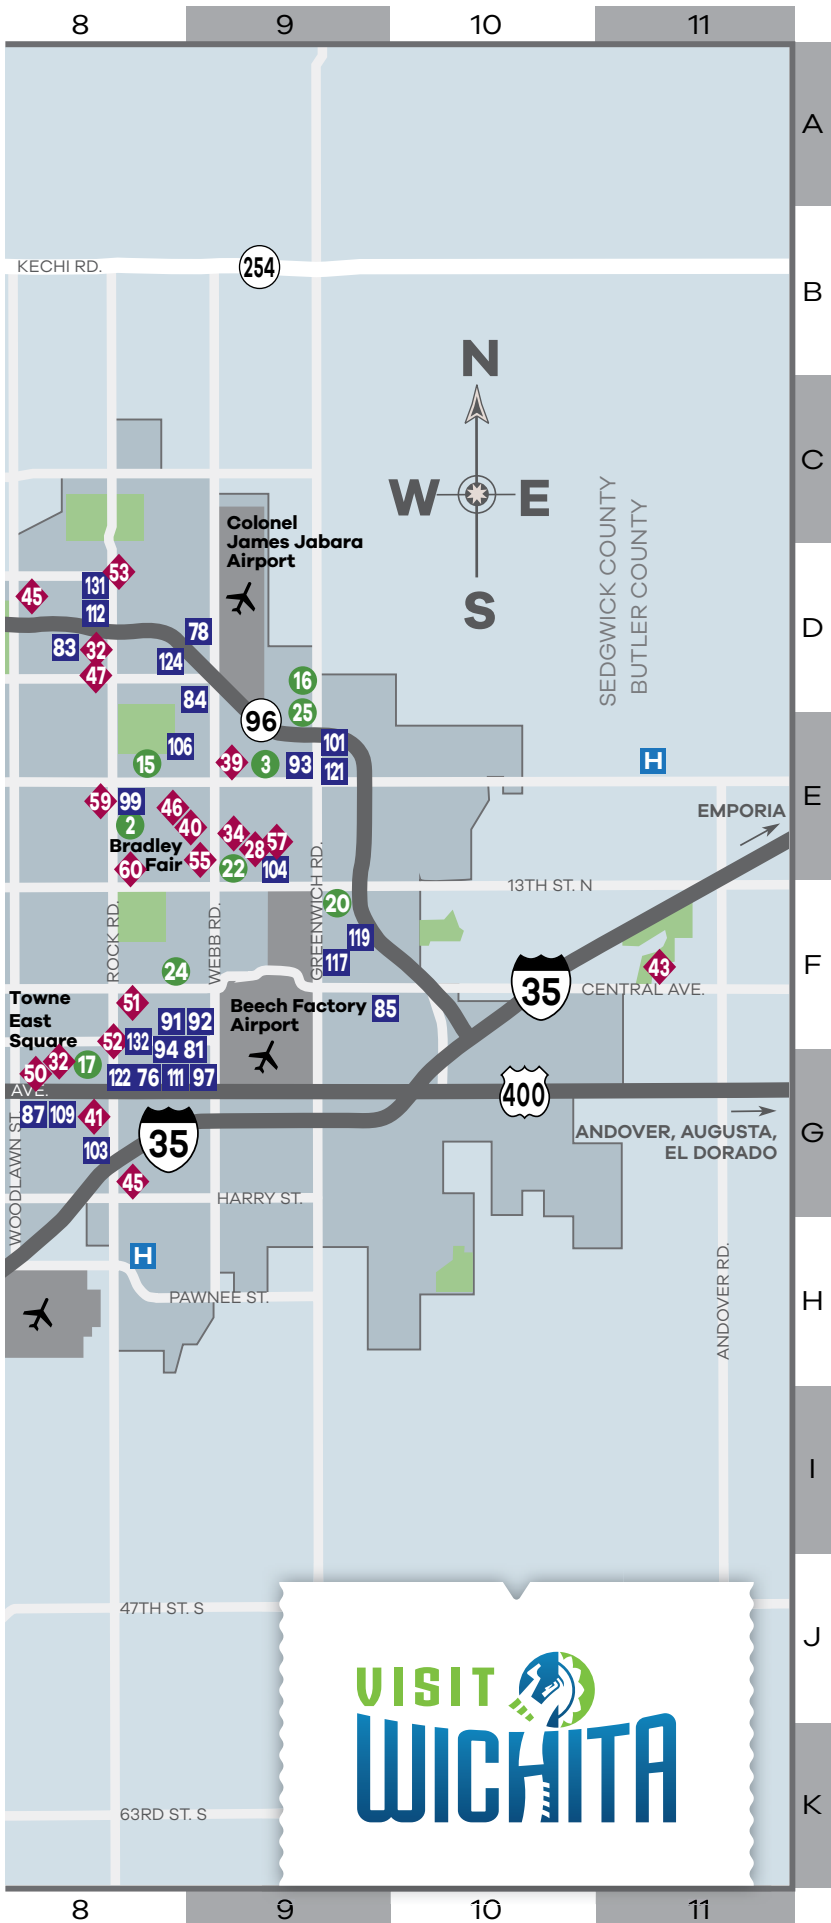 8 9 10 11
A
KECHI RD.
254
B
N
W E
S
C
SEDGWICK COUNTY
BUTLER COUNTY
Colonel
James Jabara
Airport
53
131
45
112
D
78
83
32
124
47
16
84
25
96
101
106
15
39
3
93
121
H
E
59
99
46
2
40
34
57
28
Bradley
Fair
55
60
22
104
EMPORIA
13TH ST. N
ROCK RD.
WEBB RD.
GREENWICH RD.
20
119
117
24
43
F
35
CENTRAL AVE.
Towne
East
Square
51
91 92
Beech Factory
Airport
85
52
132
94 81
32
17
50
122 76 111 97
AVE.
400
WOODLAWN ST.
87 109
41
35
103
ANDOVER, AUGUSTA,
EL DORADO
G
45
HARRY ST.
H
PAWNEE ST.
ANDOVER RD.
H
I
47TH ST. S
J
VISIT
WICHITA
63RD ST. S
K
8 9 10 11